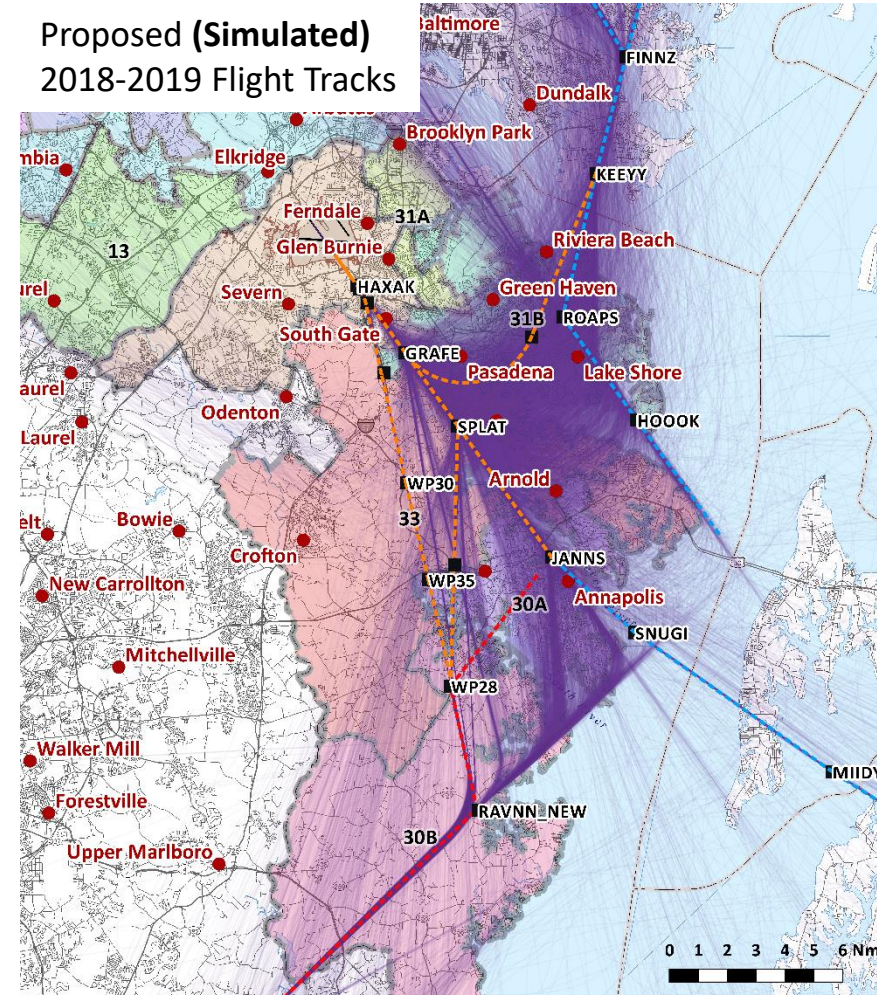 Proposed (Simulated)
2018-2019 Flight Tracks
Baltimore
FINNZ
Dundalk
Arbutus
Brooklyn Park
mbia
Elkridge
KEEYY
Ferndale
31A
13
Glen Burnie
Riviera Beach
HAXAK
Severn
Green Haven
urel
31B
ROAPS
South Gate
GRAFE
Pasadena
Lake Shore
aurel
Odenton
Laurel
SPLAT
HOOOK
WP30
Arnold
33
elt
Bowie
Crofton
JANNS
New Carrollton
WP35
Annapolis
30A
SNUGI
Mitchellville
WP28
Walker Mill
MIIDY
Forestville
RAVNN_NEW
30B
Upper Marlboro
0 1 2 3 4 5 6 Nm